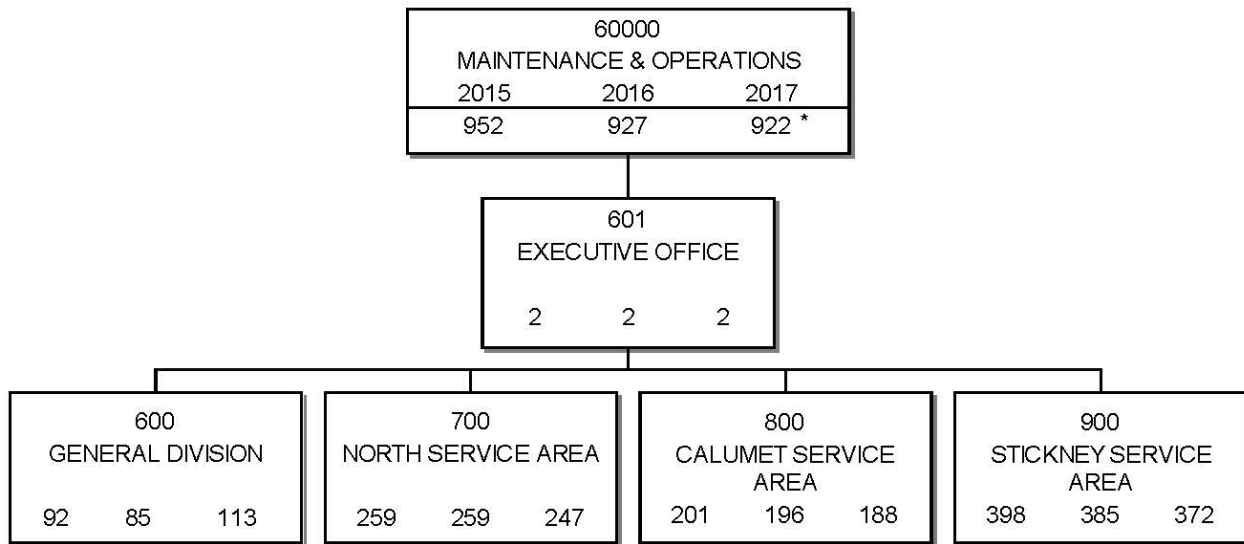 60000
MAINTENANCE & OPERATIONS
2015 2016 2017
952 927 922 *
601
EXECUTIVE OFFICE
2 2 2
600
GENERAL DIVISION
92 85 113
700
NORTH SERVICE AREA
259 259 247
800
CALUMET SERVICE
AREA
201 196 188
900
STICKNEY SERVICE
AREA
398 385 372